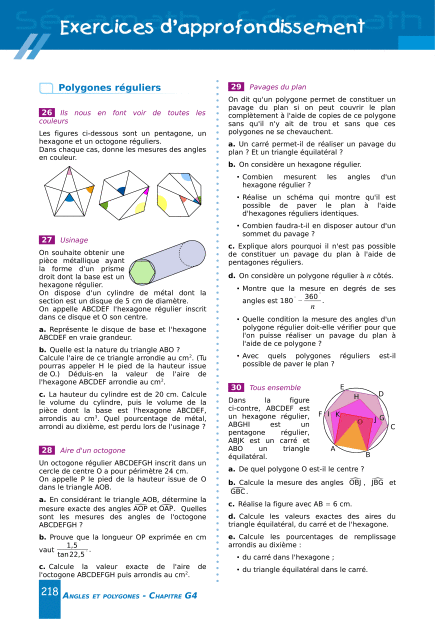 Exercices d'approfondissement
Polygones réguliers
26 Ils nous en font voir de toutes les
couleurs
Les figures ci-dessous sont un pentagone, un
hexagone et un octogone réguliers.
Dans chaque cas, donne les mesures des angles
en couleur.
27 Usinage
On souhaite obtenir une
pièce métallique ayant
la forme d'un prisme
droit dont la base est un
hexagone régulier.
On dispose d'un cylindre de métal dont la
section est un disque de 5 cm de diamètre.
On appelle ABCDEF l'hexagone régulier inscrit
dans ce disque et O son centre.
a. Représente le disque de base et l'hexagone
ABCDEF en vraie grandeur.
b. Quelle est la nature du triangle ABO ?
Calcule l'aire de ce triangle arrondie au cm². (Tu
pourras appeler H le pied de la hauteur issue
de O.) Déduis-en la valeur de l'aire de
l'hexagone ABCDEF arrondie au cm².
c. La hauteur du cylindre est de 20 cm. Calcule
le volume du cylindre, puis le volume de la
pièce dont la base est l'hexagone ABCDEF,
arrondis au cm³. Quel pourcentage de métal,
arrondi au dixième, est perdu lors de l'usinage ?
28 Aire d'un octogone
Un octogone régulier ABCDEFGH inscrit dans un
cercle de centre O a pour périmètre 24 cm.
On appelle P le pied de la hauteur issue de O
dans le triangle AOB.
a. En considérant le triangle AOB, détermine la
mesure exacte des angles AOP et OAP. Quelles
sont les mesures des angles de l'octogone
ABCDEFGH ?
b. Prouve que la longueur OP exprimée en cm
vaut 1,5 / tan22,5 .
c. Calcule la valeur exacte de l'aire de
l'octogone ABCDEFGH puis arrondis au cm².
29 Pavages du plan
On dit qu'un polygone permet de constituer un
pavage du plan si on peut couvrir le plan
complètement à l'aide de copies de ce polygone
sans qu'il n'y ait de trou et sans que ces
polygones ne se chevauchent.
a. Un carré permet-il de réaliser un pavage du
plan ? Et un triangle équilatéral ?
b. On considère un hexagone régulier.
• Combien mesurent les angles d'un
hexagone régulier ?
• Réalise un schéma qui montre qu'il est
possible de paver le plan à l'aide
d'hexagones réguliers identiques.
• Combien faudra-t-il en disposer autour d'un
sommet du pavage ?
c. Explique alors pourquoi il n'est pas possible
de constituer un pavage du plan à l'aide de
pentagones réguliers.
d. On considère un polygone régulier à n côtés.
• Montre que la mesure en degrés de ses
angles est 180 − 360 / n .
• Quelle condition la mesure des angles d'un
polygone régulier doit-elle vérifier pour que
l'on puisse réaliser un pavage du plan à
l'aide de ce polygone ?
• Avec quels polygones réguliers est-il
possible de paver le plan ?
30 Tous ensemble
Dans la figure
ci-contre, ABCDEF est
un hexagone régulier,
ABGHI est un
pentagone régulier,
ABJK est un carré et
ABO un triangle
équilatéral.
E
D
H
F I K
J G
O
C
A
B
a. De quel polygone O est-il le centre ?
b. Calcule la mesure des angles OBJ , JBG et
GBC .
c. Réalise la figure avec AB = 6 cm.
d. Calcule les valeurs exactes des aires du
triangle équilatéral, du carré et de l'hexagone.
e. Calcule les pourcentages de remplissage
arrondis au dixième :
• du carré dans l'hexagone ;
• du triangle équilatéral dans le carré.
218 ANGLES ET POLYGONES - CHAPITRE G4